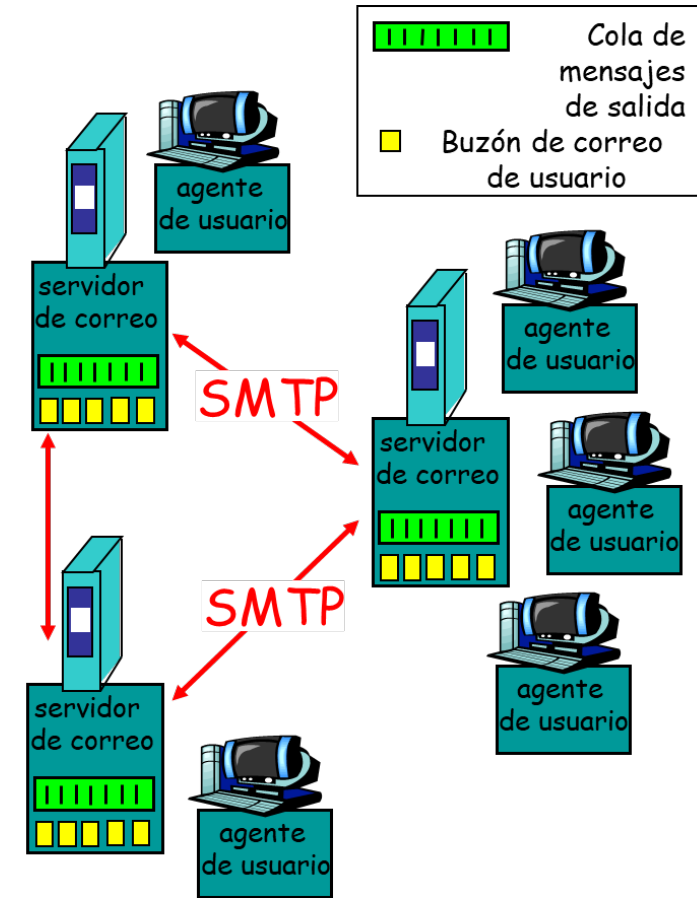 Cola de
mensajes
de salida
Buzón de correo
de usuario
agente
de usuario
servidor
de correo
SMTP
agente
de usuario
servidor
de correo
agente
de usuario
SMTP
agente
de usuario
servidor
de correo
agente
de usuario